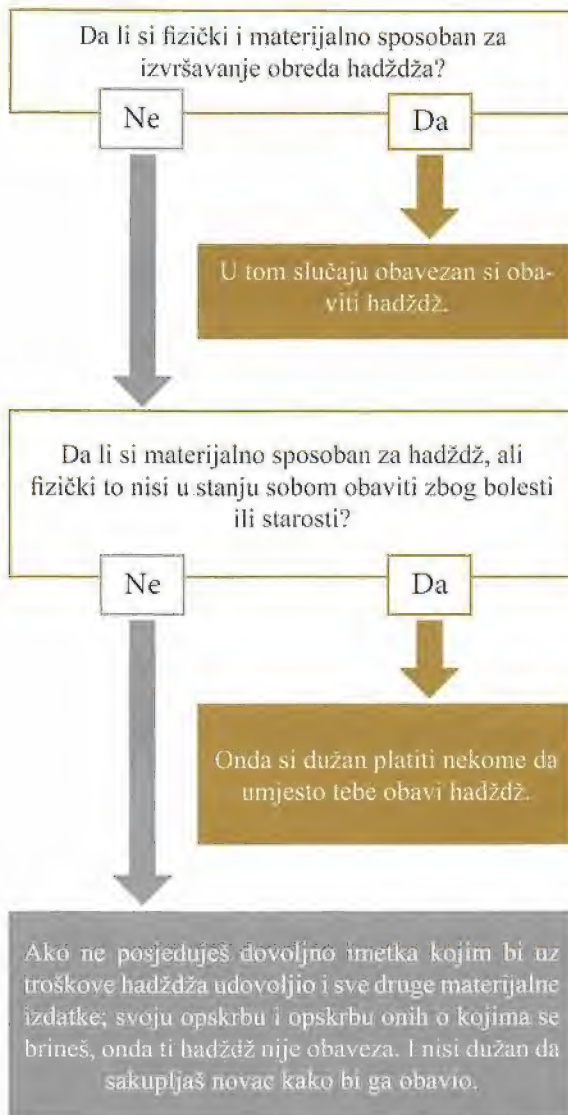 Da li si fizički i materijalno sposoban za
izvršavanje obreda hadždža?
Ne
Da
U tom slučaju obavezan si oba-
viti hadždž.
Da li si materijalno sposoban za hadždž, ali
fizički to nisi u stanju sobom obaviti zbog bolesti
ili starosti?
Ne
Da
Onda si dužan platiti nekome da
umjesto tebe obavi hadždž.
Ako ne posjeduješ dovoljno imetka kojim bi uz
troškove hadždža udovoljio i sve druge materijalne
izdatke; svoju opskrbu i opskrbu onih o kojima se
brineš, onda ti hadždž nije obaveza. I nisi dužan da
sakupljaš novac kako bi ga obavio.